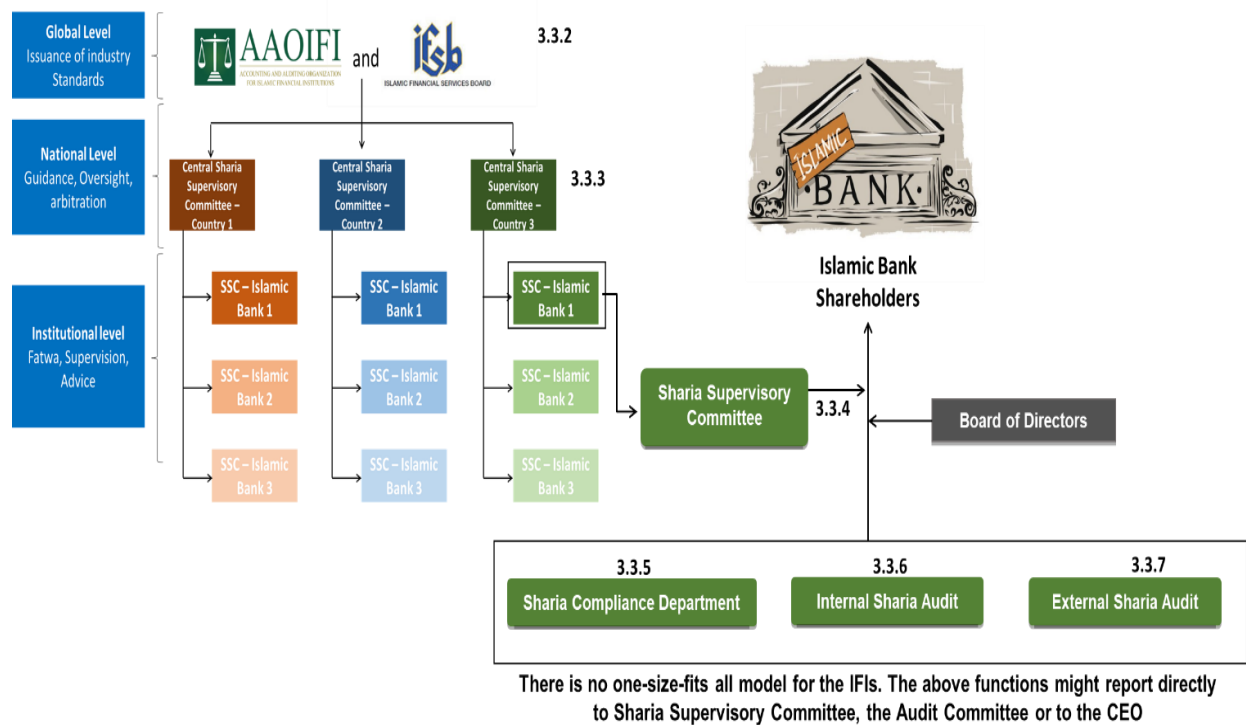 Global Level
Issuance of industry
Standards
AAOIFI
ACCOUNTING AND AUDITING ORGANIZATION
FOR ISLAMIC FINANCIAL INSTITUTIONS
and
ifsb
ISLAMIC FINANCIAL SERVICES BOARD
3.3.2
National Level
Guidance, Oversight,
arbitration
Central Sharia
Supervisory
Committee –
Country 1
Central Sharia
Supervisory
Committee –
Country 2
Central Sharia
Supervisory
Committee –
Country 3
3.3.3
ISLAMIC
BANK
Islamic Bank
Shareholders
Institutional level
Fatwa, Supervision,
Advice
SSC – Islamic
Bank 1
SSC – Islamic
Bank 1
SSC – Islamic
Bank 1
SSC – Islamic
Bank 2
SSC – Islamic
Bank 2
SSC – Islamic
Bank 2
SSC – Islamic
Bank 3
SSC – Islamic
Bank 3
SSC – Islamic
Bank 3
Sharia Supervisory
Committee
3.3.4
Board of Directors
3.3.5
Sharia Compliance Department
3.3.6
Internal Sharia Audit
3.3.7
External Sharia Audit
There is no one-size-fits all model for the IFIs. The above functions might report directly
to Sharia Supervisory Committee, the Audit Committee or to the CEO